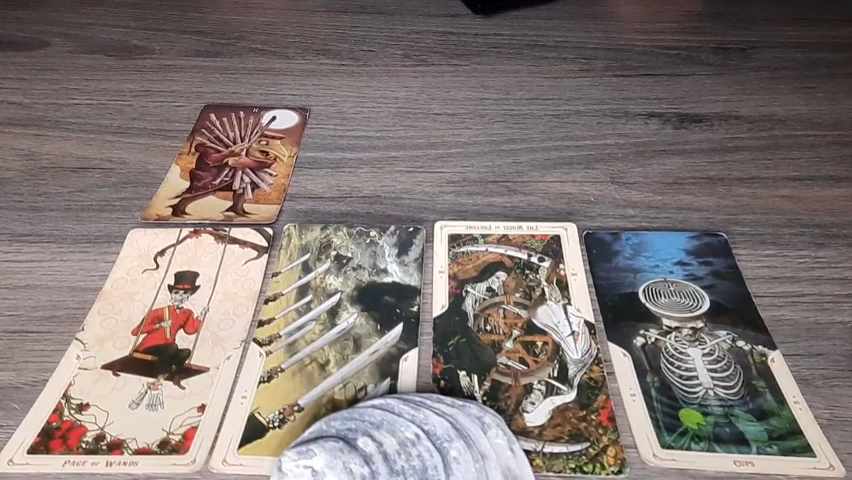 THE WHEEL OF FORTUNE
PAGE OF WANDS
CUPS